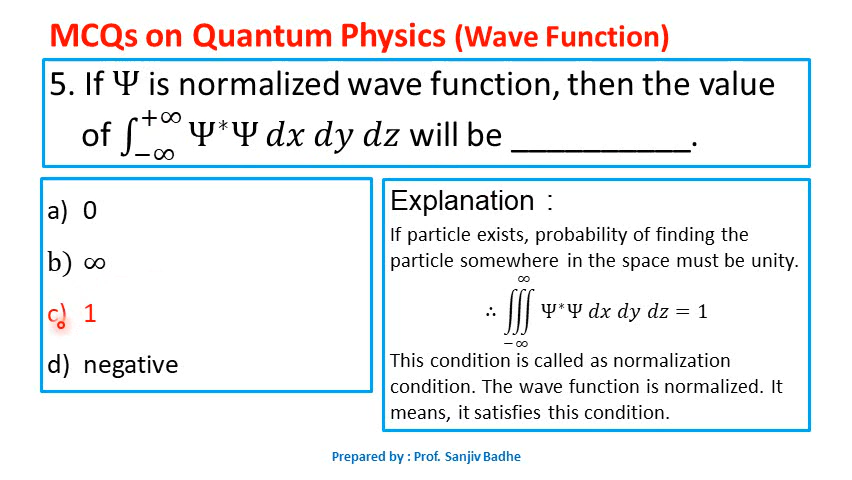 MCQs on Quantum Physics (Wave Function)
5. If Ψ is normalized wave function, then the value
of ∫₋∞⁺∞ Ψ*Ψ dx dy dz will be __________.
a) 0
b) ∞
c) 1
d) negative
Explanation :
If particle exists, probability of finding the
particle somewhere in the space must be unity.
∴ ∭₋∞^∞ Ψ*Ψ dx dy dz = 1
This condition is called as normalization
condition. The wave function is normalized. It
means, it satisfies this condition.
Prepared by : Prof. Sanjiv Badhe